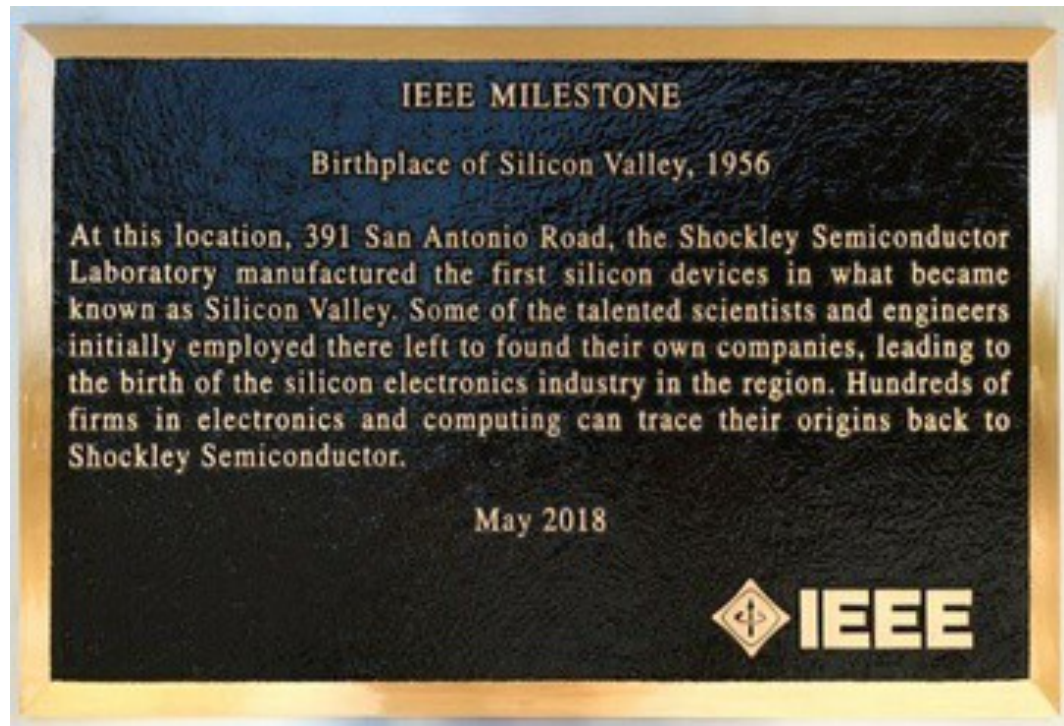 IEEE MILESTONE
Birthplace of Silicon Valley, 1956
At this location, 391 San Antonio Road, the Shockley Semiconductor
Laboratory manufactured the first silicon devices in what became
known as Silicon Valley. Some of the talented scientists and engineers
initially employed there left to found their own companies, leading to
the birth of the silicon electronics industry in the region. Hundreds of
firms in electronics and computing can trace their origins back to
Shockley Semiconductor.
May 2018
IEEE